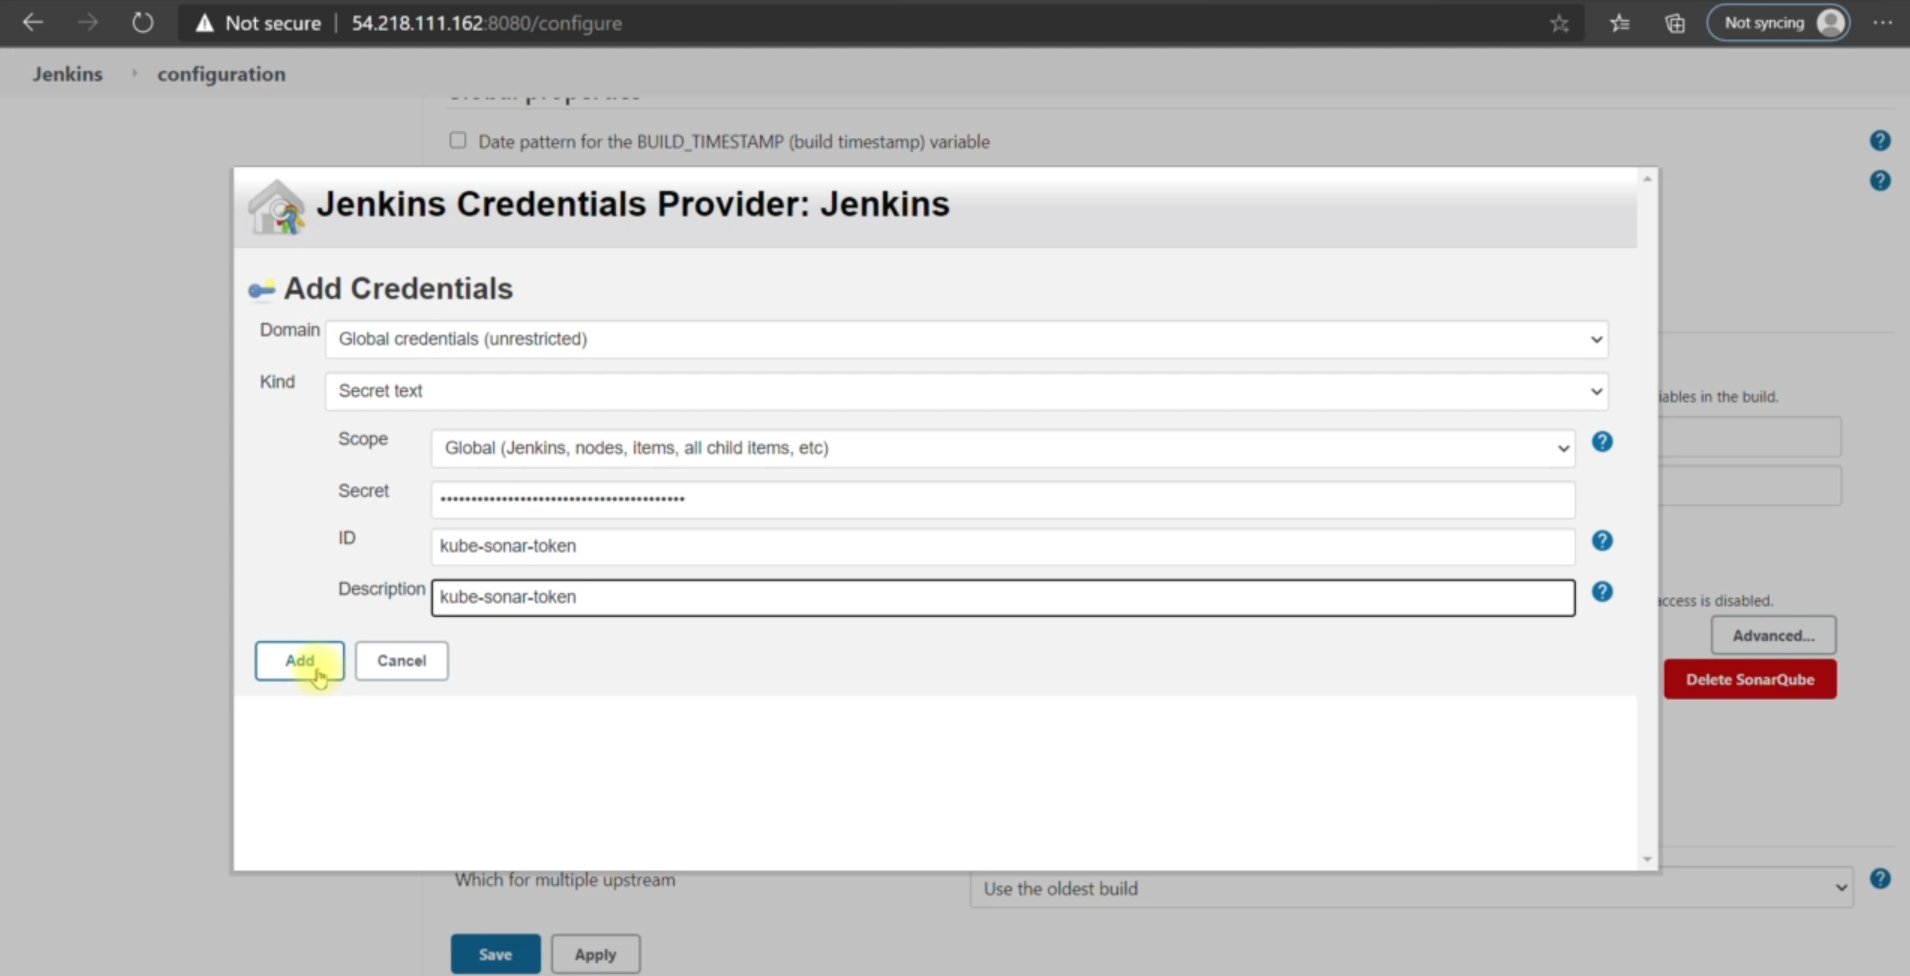 Not secure | 54.218.111.162:8080/configure
Not syncing
Jenkins configuration
Global properties
Date pattern for the BUILD_TIMESTAMP (build timestamp) variable
Jenkins Credentials Provider: Jenkins
Add Credentials
Domain
Global credentials (unrestricted)
Kind
Secret text
iables in the build.
Scope
Global (Jenkins, nodes, items, all child items, etc)
Secret
ID
kube-sonar-token
Description
kube-sonar-token
access is disabled.
Advanced...
Add
Cancel
Delete SonarQube
Which for multiple upstream
Use the oldest build
Save
Apply